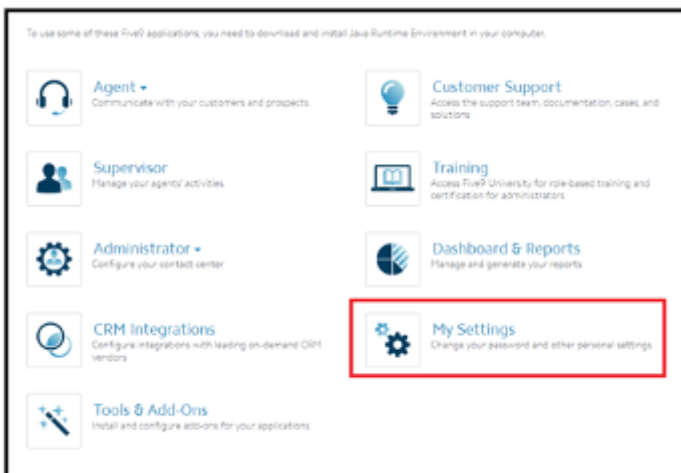 To use some of these Five9 applications, you need to download and install Java Runtime Environment in your computer.
Agent
Communicate with your customers and prospects
Customer Support
Access the support team, documentation, cases, and
solutions
Supervisor
Manage your agents' activities
Training
Access Five9 University for role-based training and
certification for administrators
Administrator
Configure your contact center
Dashboard & Reports
Manage and generate your reports
CRM Integrations
Configure integrations with leading on-demand CRM
vendors
My Settings
Change your password and other personal settings
Tools & Add-Ons
Install and configure add-ons for your applications